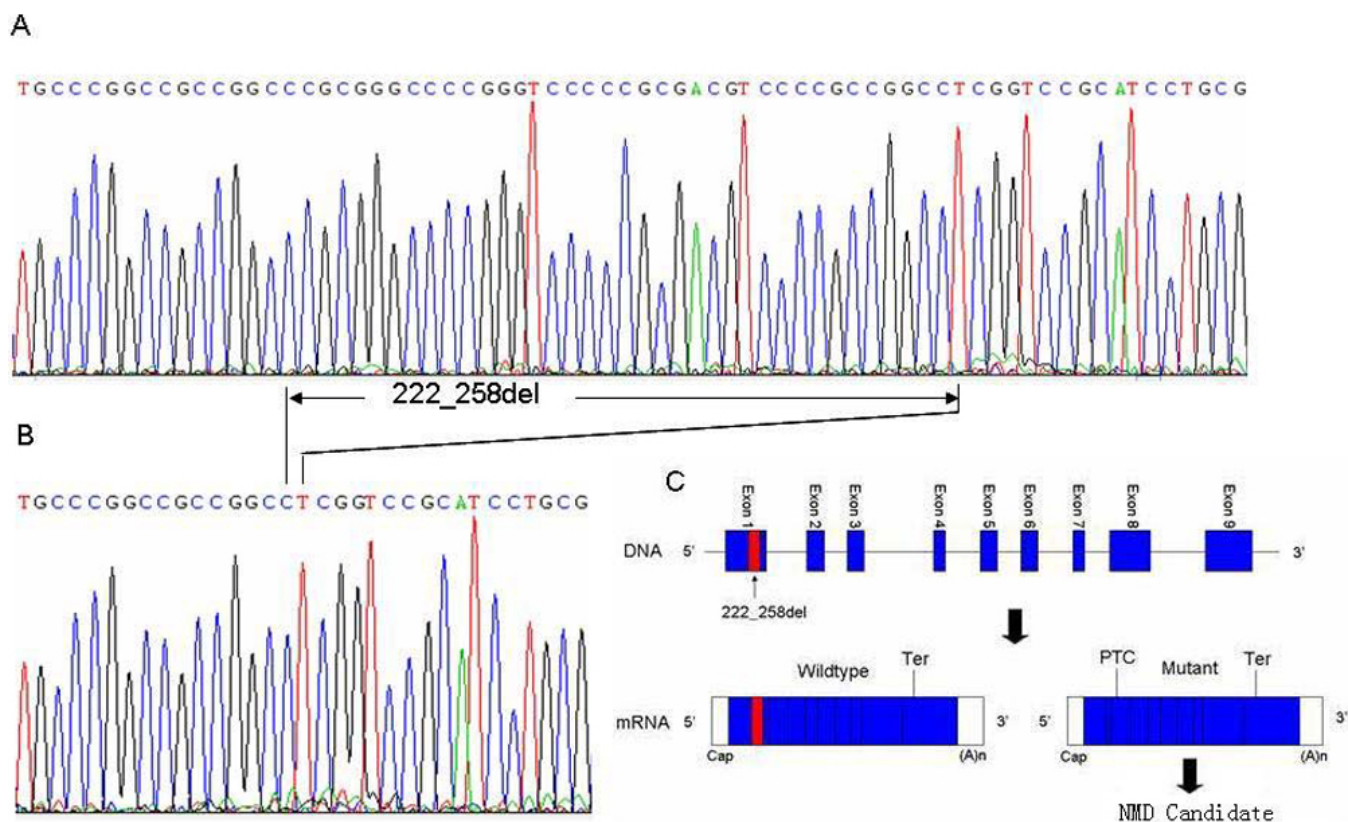 A
TGCCCGGCCGCCGGCCCGCGGGCCCCGGGTCCCCCGCGACGTCCCCGCCGGCCTCGGTCCGCATCCTGCG
222_258del
B
TGCCCGGCCGCCGGCCTCGGTCCGCATCCTGCG
C
Exon 1
Exon 2
Exon 3
Exon 4
Exon 5
Exon 6
Exon 7
Exon 8
Exon 9
DNA 5' 3'
222_258del
Wildtype Ter
PTC Mutant Ter
mRNA 5' 3' 5' 3'
Cap (A)n Cap (A)n
NMD Candidate